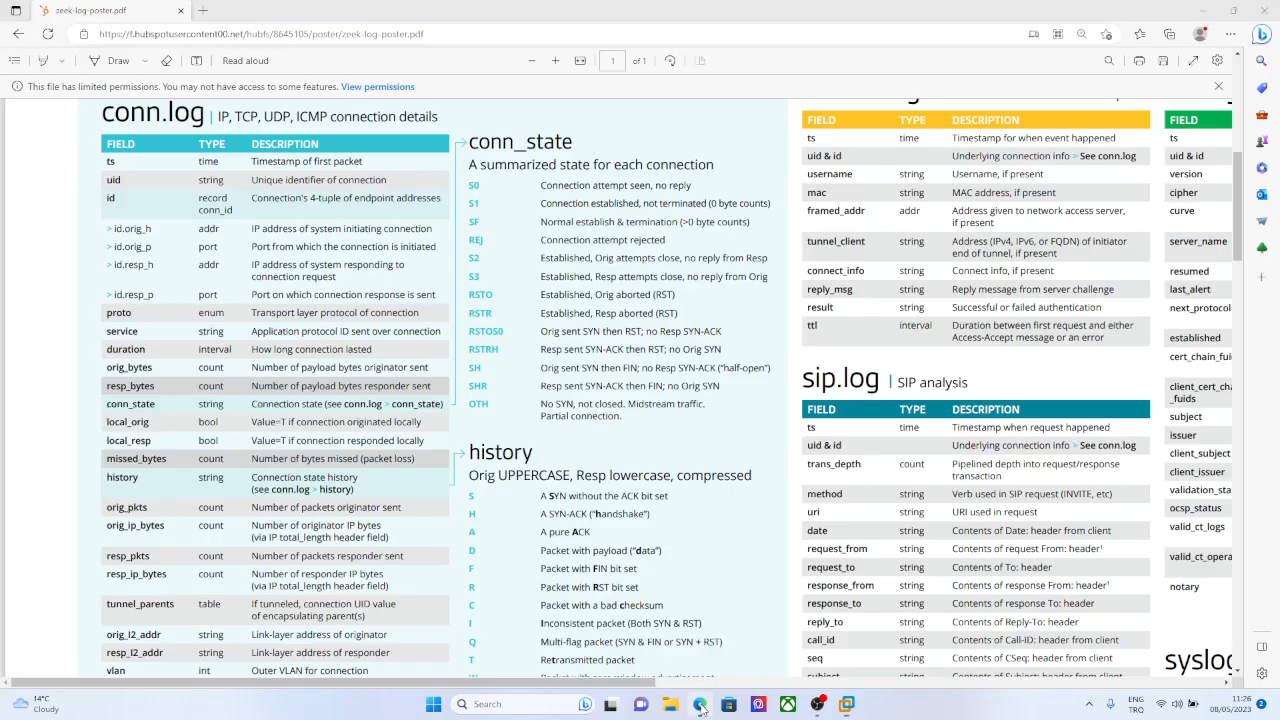 zeek-log-poster.pdf
https://f.hubspotusercontent00.net/hubfs/8645105/poster/zeek-log-poster.pdf
Draw
Read aloud
1 of 1
This file has limited permissions. You may not have access to some features. View permissions
conn.log | IP, TCP, UDP, ICMP connection details
FIELD TYPE DESCRIPTION
ts time Timestamp of first packet
uid string Unique identifier of connection
id record Connection's 4-tuple of endpoint addresses
conn_id
> id.orig_h addr IP address of system initiating connection
> id.orig_p port Port from which the connection is initiated
> id.resp_h addr IP address of system responding to
connection request
> id.resp_p port Port on which connection response is sent
proto enum Transport layer protocol of connection
service string Application protocol ID sent over connection
duration interval How long connection lasted
orig_bytes count Number of payload bytes originator sent
resp_bytes count Number of payload bytes responder sent
conn_state string Connection state (see conn.log > conn_state)
local_orig bool Value=T if connection originated locally
local_resp bool Value=T if connection responded locally
missed_bytes count Number of bytes missed (packet loss)
history string Connection state history
(see conn.log > history)
orig_pkts count Number of packets originator sent
orig_ip_bytes count Number of originator IP bytes
(via IP total_length header field)
resp_pkts count Number of packets responder sent
resp_ip_bytes count Number of responder IP bytes
(via IP total_length header field)
tunnel_parents table If tunneled, connection UID value
of encapsulating parent(s)
orig_l2_addr string Link-layer address of originator
resp_l2_addr string Link-layer address of responder
vlan int Outer VLAN for connection
conn_state
A summarized state for each connection
S0 Connection attempt seen, no reply
S1 Connection established, not terminated (0 byte counts)
SF Normal establish & termination (>0 byte counts)
REJ Connection attempt rejected
S2 Established, Orig attempts close, no reply from Resp
S3 Established, Resp attempts close, no reply from Orig
RSTO Established, Orig aborted (RST)
RSTR Established, Resp aborted (RST)
RSTOS0 Orig sent SYN then RST; no Resp SYN-ACK
RSTRH Resp sent SYN-ACK then RST; no Orig SYN
SH Orig sent SYN then FIN; no Resp SYN-ACK ("half-open")
SHR Resp sent SYN-ACK then FIN; no Orig SYN
OTH No SYN, not closed. Midstream traffic.
Partial connection.
history
Orig UPPERCASE, Resp lowercase, compressed
S A SYN without the ACK bit set
H A SYN-ACK ("handshake")
A A pure ACK
D Packet with payload ("data")
F Packet with FIN bit set
R Packet with RST bit set
C Packet with a bad checksum
I Inconsistent packet (Both SYN & RST)
Q Multi-flag packet (SYN & FIN or SYN + RST)
T Retransmitted packet
FIELD TYPE DESCRIPTION
ts time Timestamp for when event happened
uid & id Underlying connection info > See conn.log
username string Username, if present
mac string MAC address, if present
framed_addr addr Address given to network access server,
if present
tunnel_client string Address (IPv4, IPv6, or FQDN) of initiator
end of tunnel, if present
connect_info string Connect info, if present
reply_msg string Reply message from server challenge
result string Successful or failed authentication
ttl interval Duration between first request and either
Access-Accept message or an error
sip.log | SIP analysis
FIELD TYPE DESCRIPTION
ts time Timestamp when request happened
uid & id Underlying connection info > See conn.log
trans_depth count Pipelined depth into request/response
transaction
method string Verb used in SIP request (INVITE, etc)
uri string URI used in request
date string Contents of Date: header from client
request_from string Contents of request From: header¹
request_to string Contents of To: header
response_from string Contents of response From: header¹
response_to string Contents of response To: header
reply_to string Contents of Reply-To: header
call_id string Contents of Call-ID: header from client
seq string Contents of CSeq: header from client
subject string Contents of Subject: header from client
FIELD
ts
uid & id
version
cipher
curve
server_name
resumed
last_alert
next_protocol
established
cert_chain_fuid
client_cert_cha
_fuids
subject
issuer
client_subject
client_issuer
validation_sta
ocsp_status
valid_ct_logs
valid_ct_opera
notary
syslog
14°C
Cloudy
Search
ENG
TRQ
11:26
08/05/2023
2